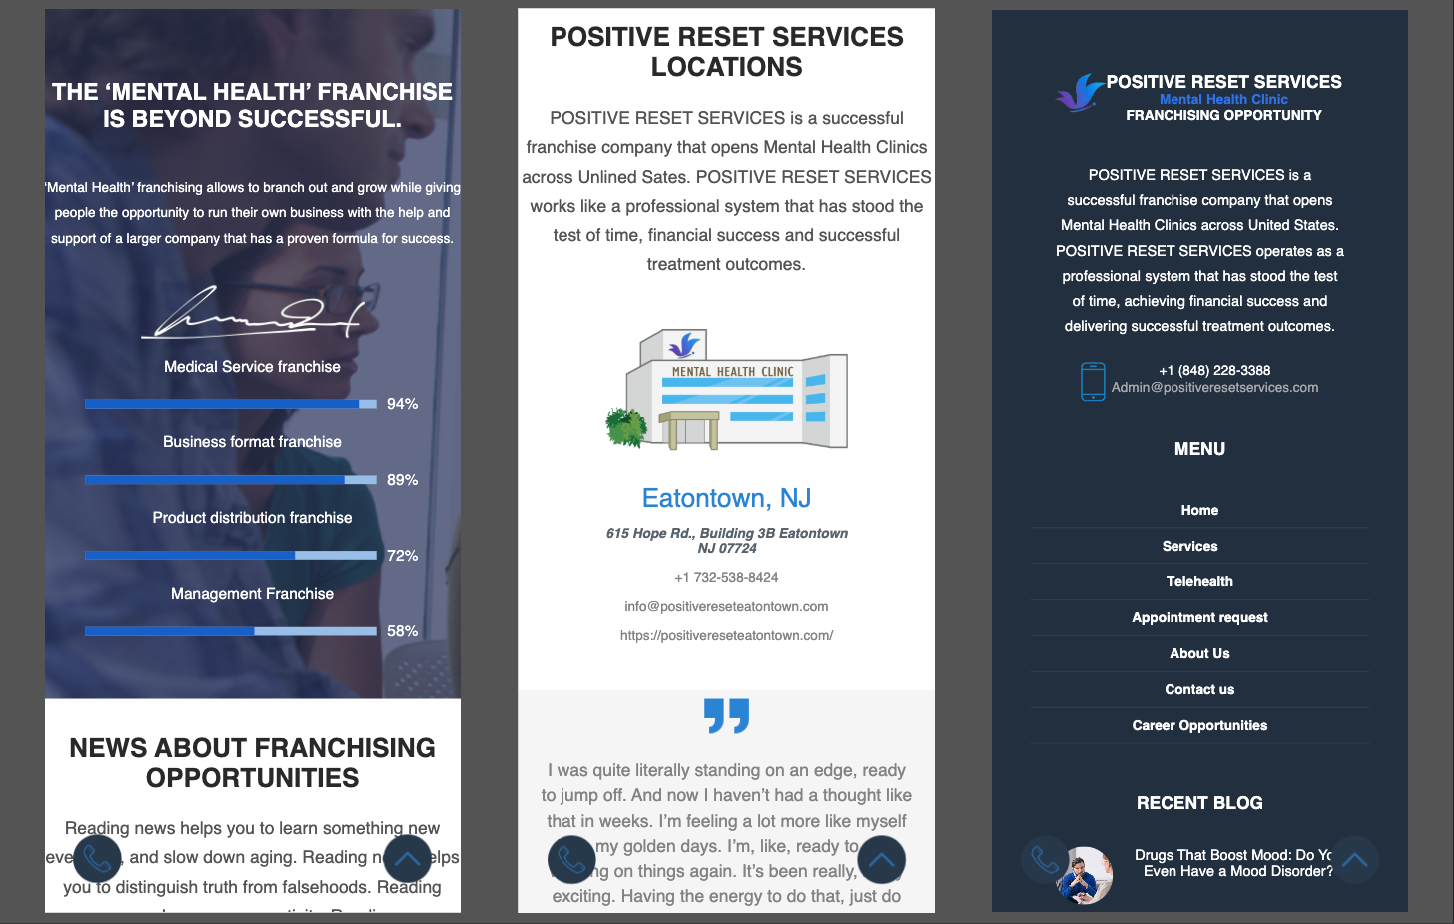 THE ‘MENTAL HEALTH’ FRANCHISE
IS BEYOND SUCCESSFUL.
‘Mental Health’ franchising allows to branch out and grow while giving
people the opportunity to run their own business with the help and
support of a larger company that has a proven formula for success.
Medical Service franchise
94%
Business format franchise
89%
Product distribution franchise
72%
Management Franchise
58%
NEWS ABOUT FRANCHISING
OPPORTUNITIES
Reading news helps you to learn something new
and slow down aging. Reading
you to distinguish truth from falsehoods. Reading
POSITIVE RESET SERVICES
LOCATIONS
POSITIVE RESET SERVICES is a successful
franchise company that opens Mental Health Clinics
across Unlined Sates. POSITIVE RESET SERVICES
works like a professional system that has stood the
test of time, financial success and successful
treatment outcomes.
MENTAL HEALTH CLINIC
Eatontown, NJ
615 Hope Rd., Building 3B Eatontown
NJ 07724
+1 732-538-8424
info@positivereseteatontown.com
https://positivereseteatontown.com/
I was quite literally standing on an edge, ready
to jump off. And now I haven’t had a thought like
that in weeks. I’m feeling a lot more like myself
my golden days. I’m, like, ready to
on things again. It’s been really,
exciting. Having the energy to do that, just do
POSITIVE RESET SERVICES
Mental Health Clinic
FRANCHISING OPPORTUNITY
POSITIVE RESET SERVICES is a
successful franchise company that opens
Mental Health Clinics across United States.
POSITIVE RESET SERVICES operates as a
professional system that has stood the test
of time, achieving financial success and
delivering successful treatment outcomes.
+1 (848) 228-3388
Admin@positiveresetservices.com
MENU
Home
Services
Telehealth
Appointment request
About Us
Contact us
Career Opportunities
RECENT BLOG
Drugs That Boost Mood: Do
Even Have a Mood Disorder?